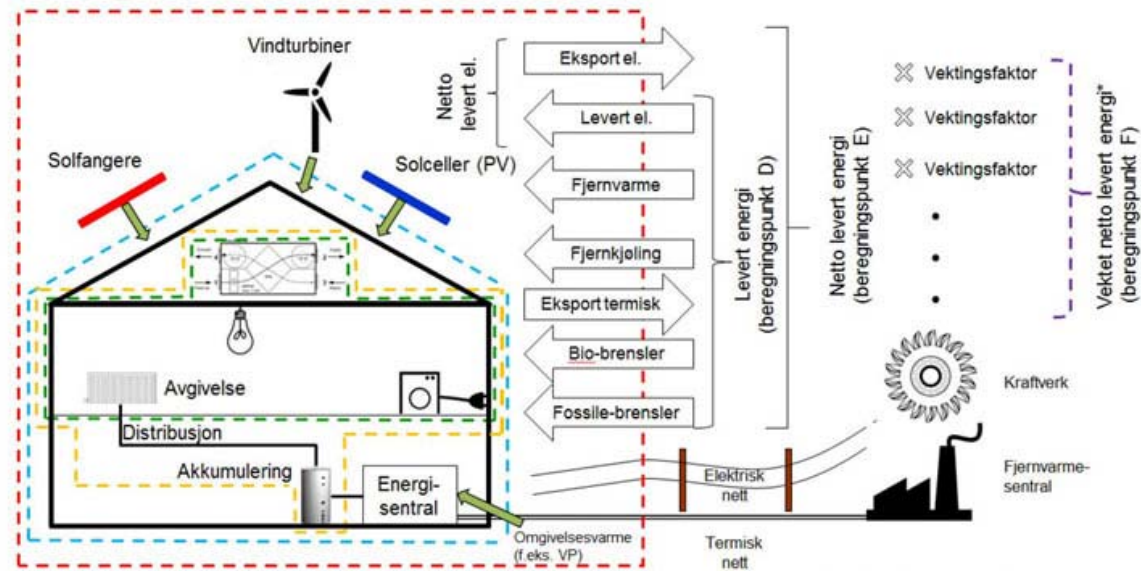 Vindturbiner
Solfangere
Solceller (PV)
Avgivelse
Distribusjon
Akkumulering
Energi-
sentral
Omgivelsesvarme
(f.eks. VP)
Netto
levert el.
Eksport el.
Levert el.
Fjernvarme
Fjernkjøling
Eksport termisk
Bio-brensler
Fossile-brensler
Levert energi
(beregningspunkt D)
Netto levert energi
(beregningspunkt E)
Vektingsfaktor
Vektingsfaktor
Vektingsfaktor
Vektet netto levert energi*
(beregningspunkt F)
Kraftverk
Fjernvarme-
sentral
Elektrisk
nett
Termisk
nett